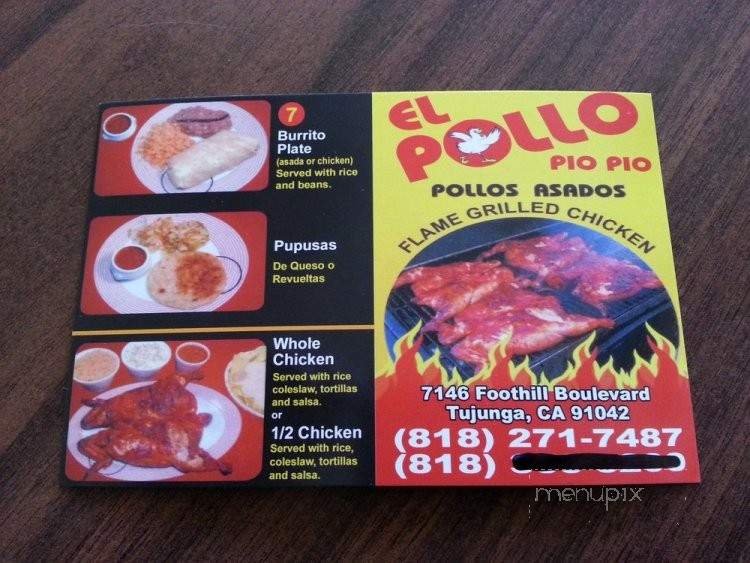 7
Burrito
Plate
(asada or chicken)
Served with rice
and beans.
Pupusas
De Queso o
Revueltas
Whole
Chicken
Served with rice
coleslaw, tortillas
and salsa.
or
1/2 Chicken
Served with rice,
coleslaw, tortillas
and salsa.
EL
POLLO
PIO PIO
POLLOS ASADOS
FLAME GRILLED CHICKEN
7146 Foothill Boulevard
Tujunga, CA 91042
(818) 271-7487
(818)
menupix